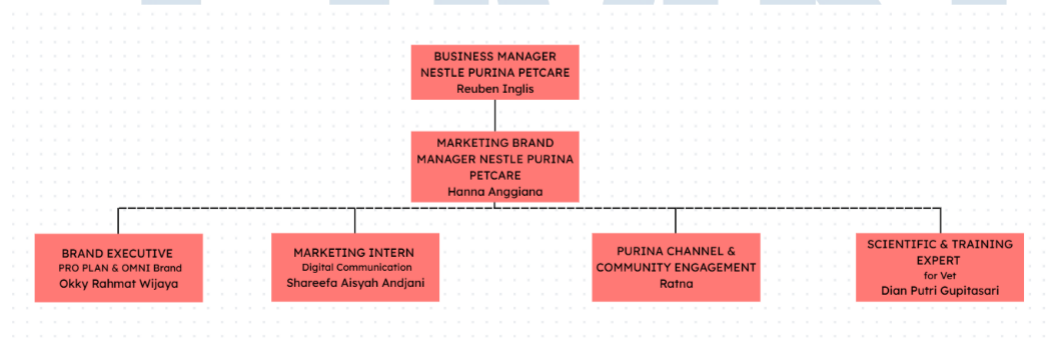 BUSINESS MANAGER
NESTLE PURINA PETCARE
Reuben Inglis
MARKETING BRAND
MANAGER NESTLE PURINA
PETCARE
Hanna Anggiana
BRAND EXECUTIVE
PRO PLAN & OMNI Brand
Okky Rahmat Wijaya
MARKETING INTERN
Digital Communication
Shareefa Aisyah Andjani
PURINA CHANNEL &
COMMUNITY ENGAGEMENT
Ratna
SCIENTIFIC & TRAINING
EXPERT
for Vet
Dian Putri Gupitasari